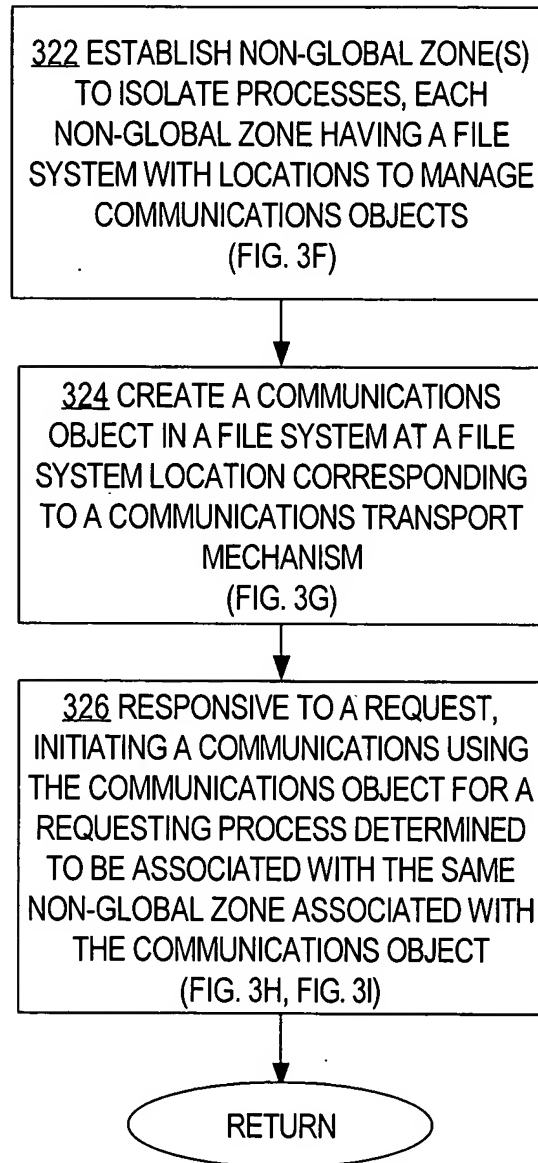 322 ESTABLISH NON-GLOBAL ZONE(S)
TO ISOLATE PROCESSES, EACH
NON-GLOBAL ZONE HAVING A FILE
SYSTEM WITH LOCATIONS TO MANAGE
COMMUNICATIONS OBJECTS
(FIG. 3F)
324 CREATE A COMMUNICATIONS
OBJECT IN A FILE SYSTEM AT A FILE
SYSTEM LOCATION CORRESPONDING
TO A COMMUNICATIONS TRANSPORT
MECHANISM
(FIG. 3G)
326 RESPONSIVE TO A REQUEST,
INITIATING A COMMUNICATIONS USING
THE COMMUNICATIONS OBJECT FOR A
REQUESTING PROCESS DETERMINED
TO BE ASSOCIATED WITH THE SAME
NON-GLOBAL ZONE ASSOCIATED WITH
THE COMMUNICATIONS OBJECT
(FIG. 3H, FIG. 3I)
RETURN